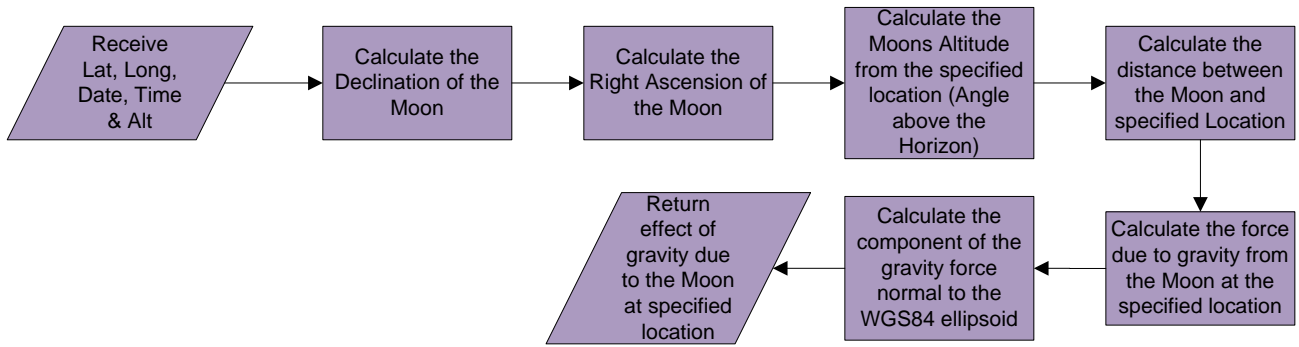 Receive
Lat, Long,
Date, Time
& Alt
Calculate the
Declination of the
Moon
Calculate the
Right Ascension of
the Moon
Calculate the
Moons Altitude
from the specified
location (Angle
above the
Horizon)
Calculate the
distance between
the Moon and
specified Location
Calculate the force
due to gravity from
the Moon at the
specified location
Calculate the
component of the
gravity force
normal to the
WGS84 ellipsoid
Return
effect of
gravity due
to the Moon
at specified
location